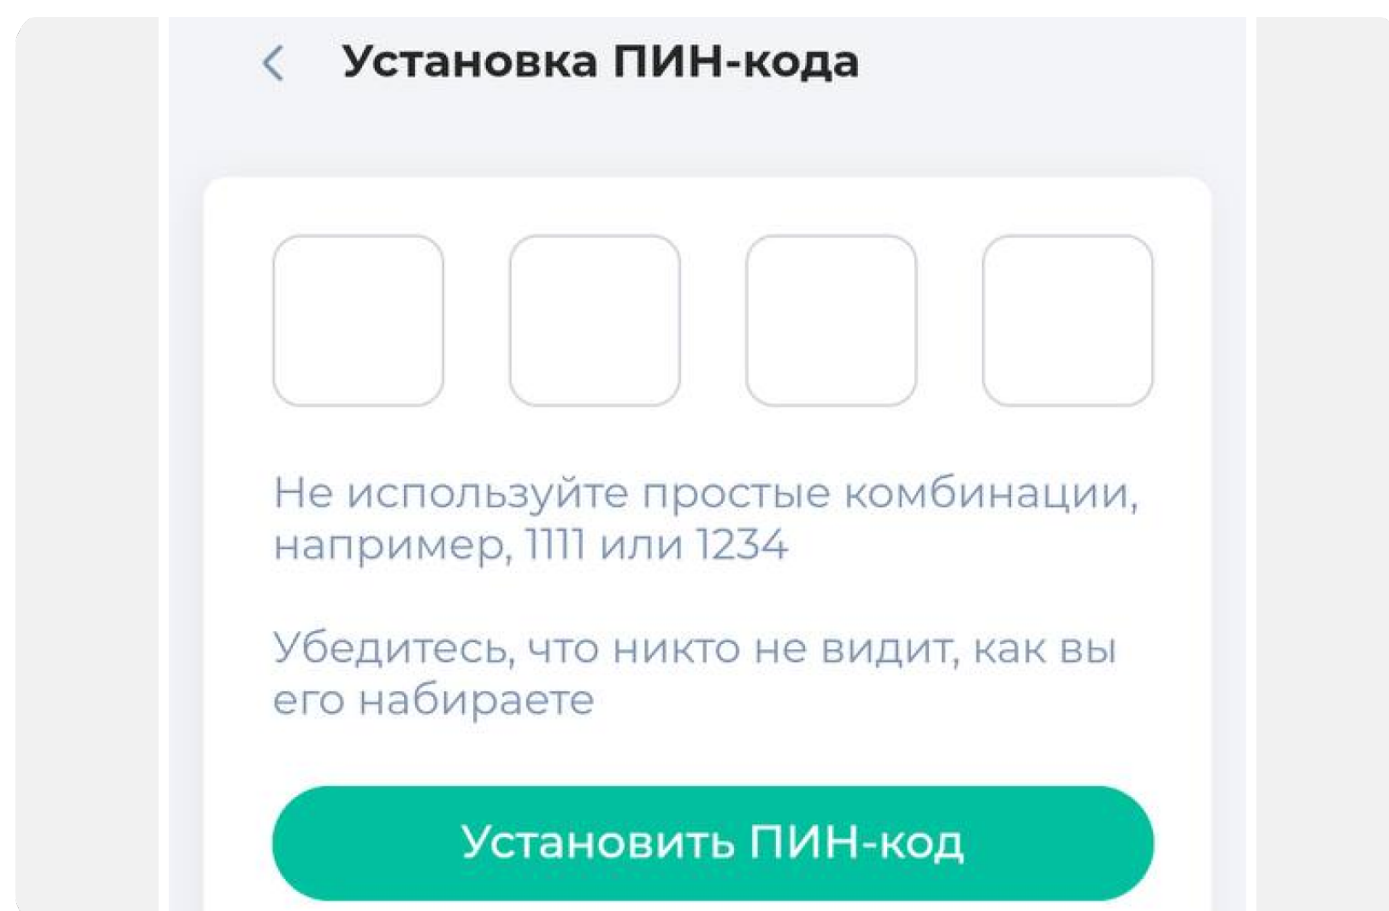 Установка ПИН-кода
Не используйте простые комбинации,
например, 1111 или 1234
Убедитесь, что никто не видит, как вы
его набираете
Установить ПИН-код